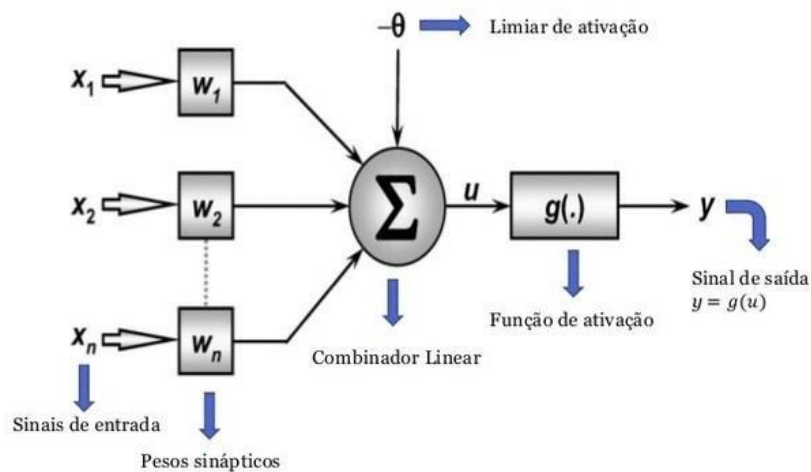 −θ
Limiar de ativação
x1
w1
x2
w2
Σ
u
g(.)
y
Sinal de saída
y = g(u)
Função de ativação
Combinador Linear
xn
wn
Sinais de entrada
Pesos sinápticos